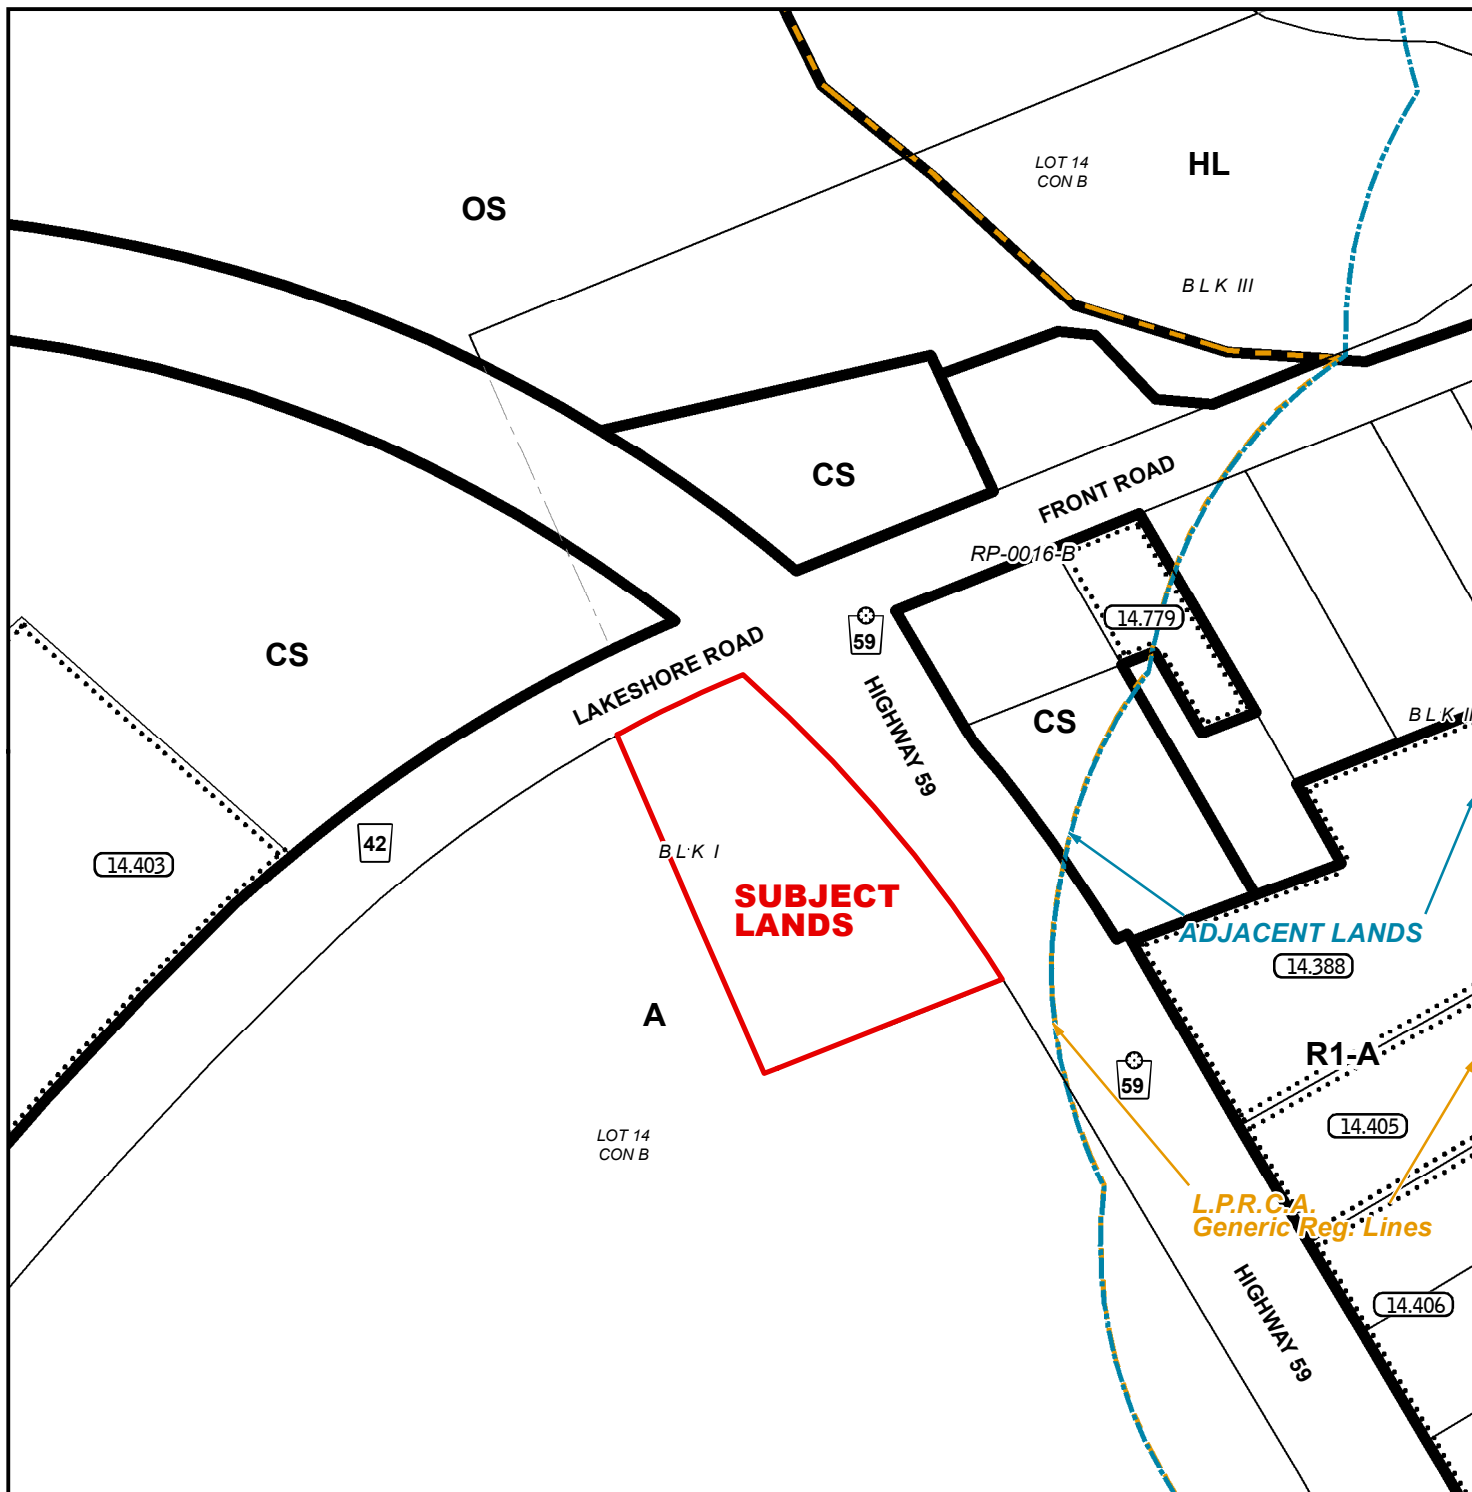 LOT 14
CON B
HL
OS
B L K III
CS
FRONT ROAD
RP-0016-B
14.779
59
LAKESHORE ROAD
CS
HIGHWAY 59
CS
B L K II
42
14.403
B L K I
SUBJECT
LANDS
ADJACENT LANDS
14.388
A
R1-A
59
14.405
LOT 14
CON B
L.P.R.C.A.
Generic Reg. Lines
HIGHWAY 59
14.406